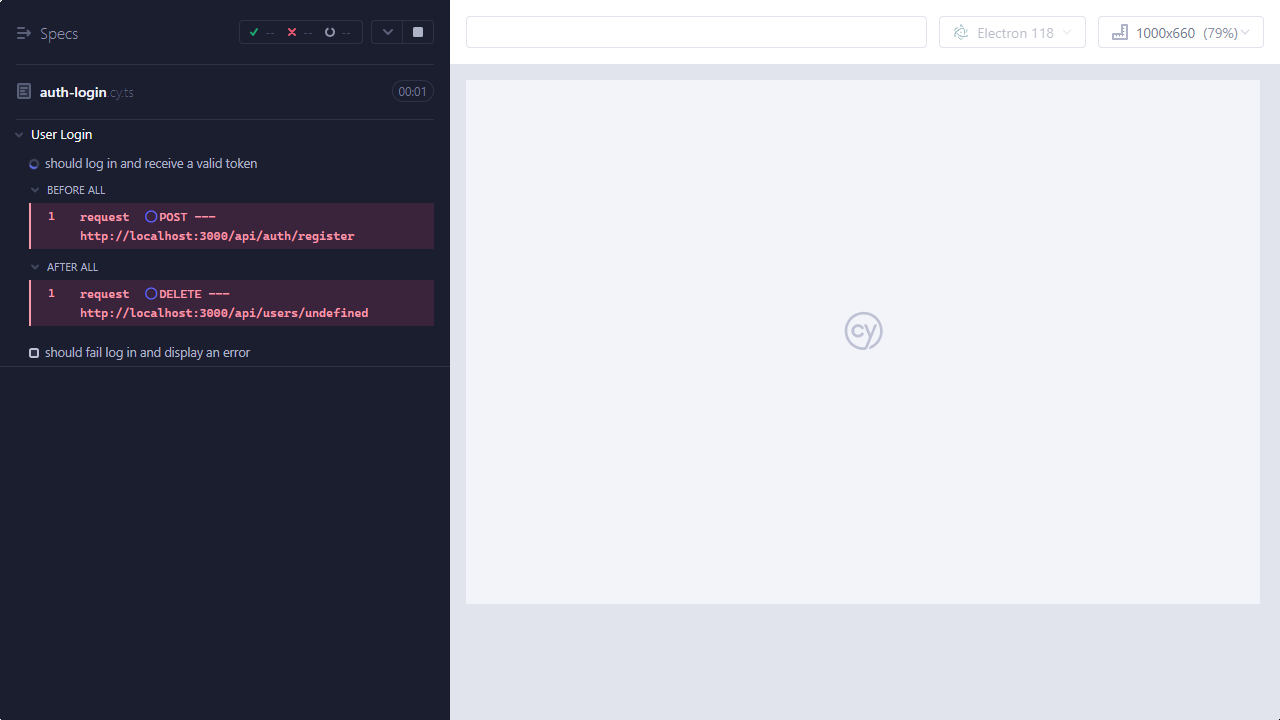 Specs
-- -- --
Electron 118
1000x660 (79%)
auth-login.cy.ts
00:01
User Login
should log in and receive a valid token
BEFORE ALL
1 request POST ---
http://localhost:3000/api/auth/register
AFTER ALL
1 request DELETE ---
http://localhost:3000/api/users/undefined
should fail log in and display an error
cy